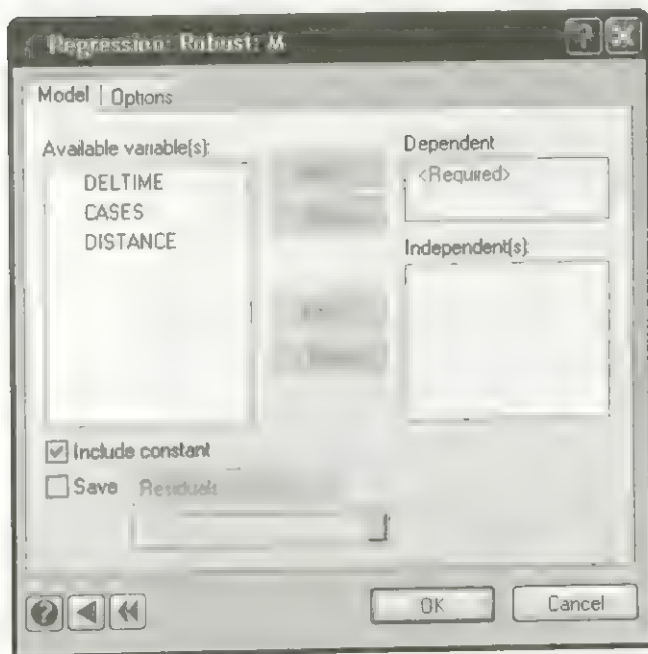 Regression: Robust: M
Model | Options
Available variable(s):
DELTIME
CASES
DISTANCE
Dependent
<Required>
Independent(s):
Include constant
Save Residuals
OK
Cancel